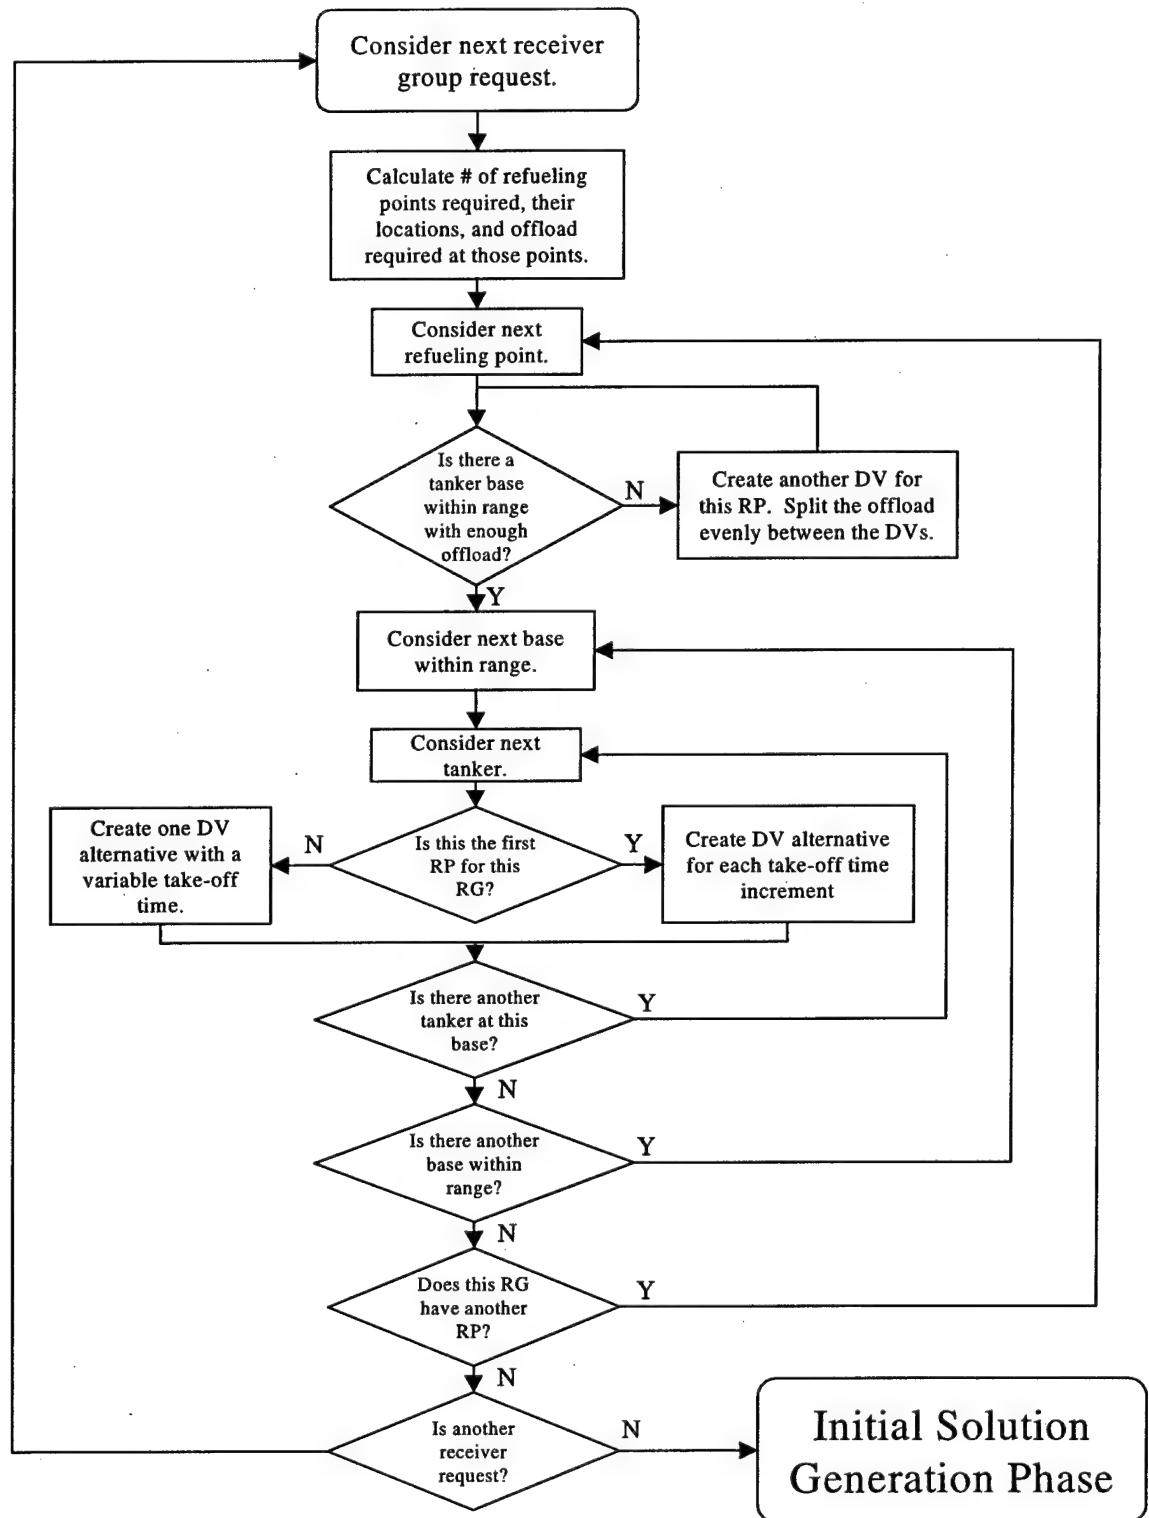 Consider next receiver
group request.
Calculate # of refueling
points required, their
locations, and offload
required at those points.
Consider next
refueling point.
Is there a
tanker base
within range
with enough
offload?
N
Create another DV for
this RP.  Split the offload
evenly between the DVs.
Y
Consider next base
within range.
Consider next
tanker.
Create one DV
alternative with a
variable take-off
time.
N
Is this the first
RP for this
RG?
Y
Create DV alternative
for each take-off time
increment
Is there another
tanker at this
base?
Y
N
Is there another
base within
range?
Y
N
Does this RG
have another
RP?
Y
N
Is another
receiver
request?
N
Initial Solution
Generation Phase